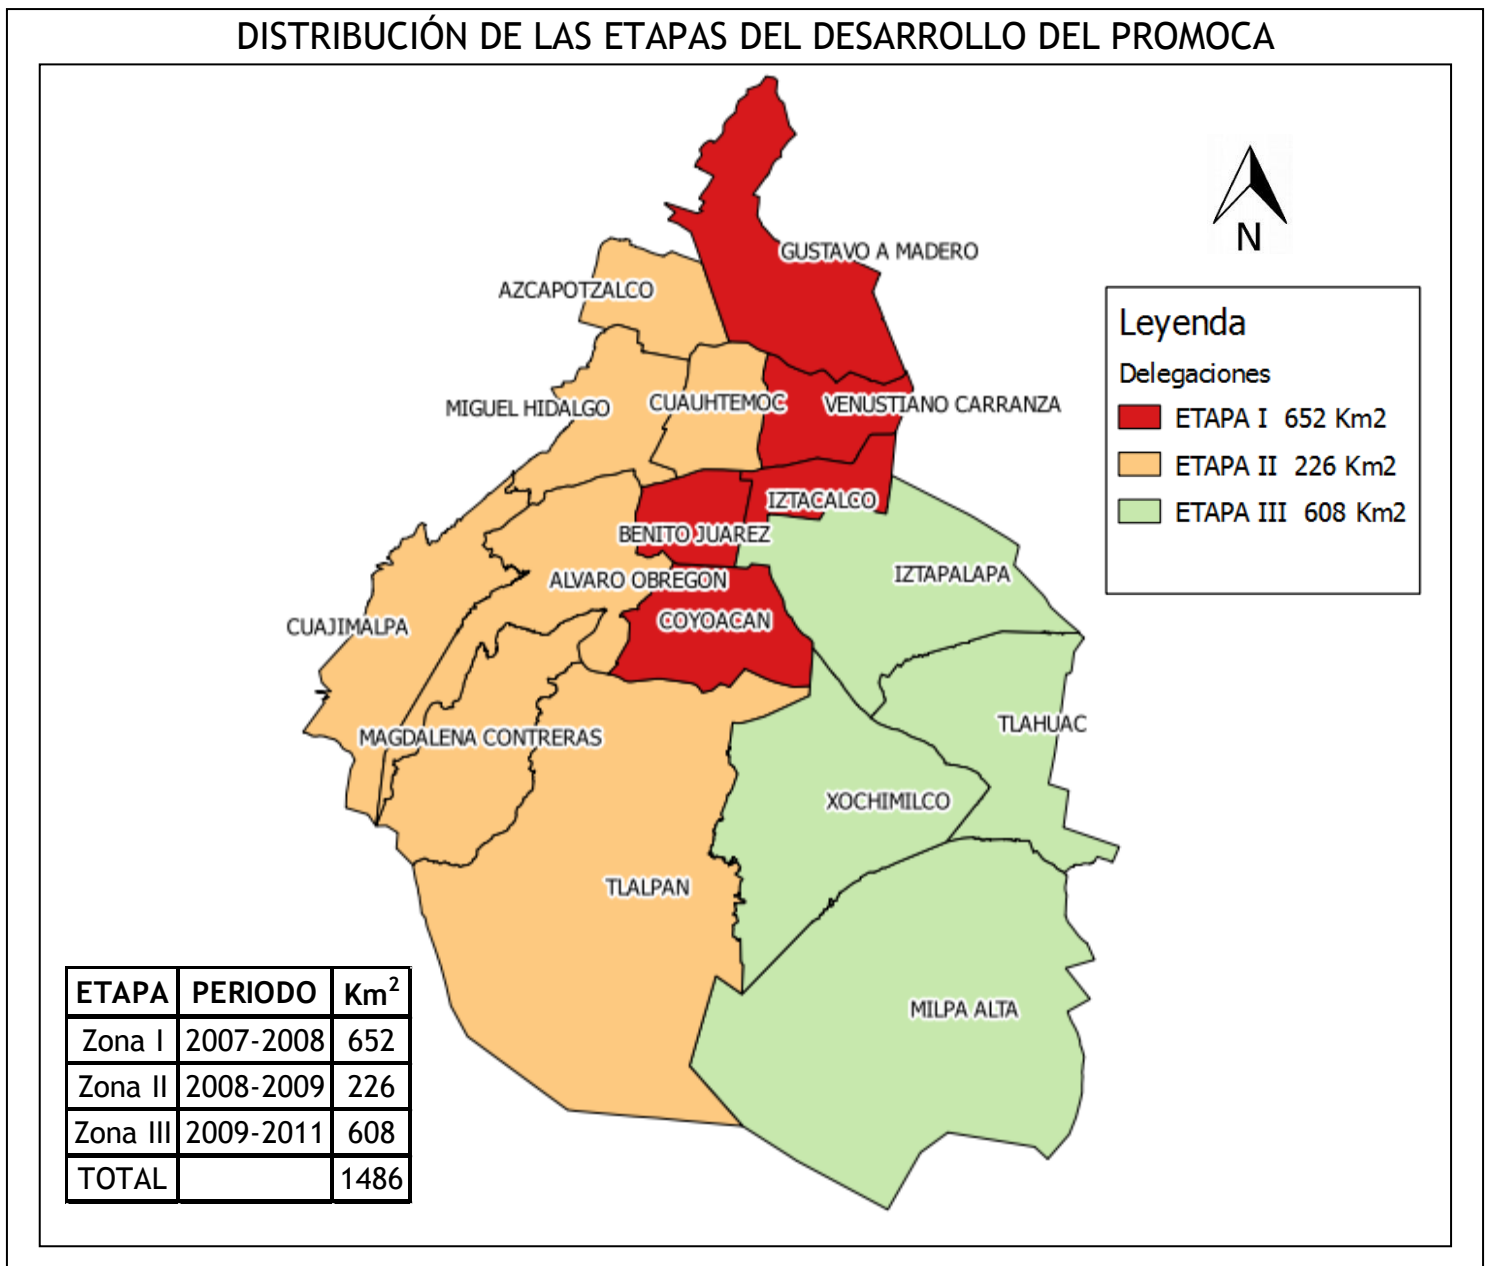 DISTRIBUCIÓN DE LAS ETAPAS DEL DESARROLLO DEL PROMOCA
N
GUSTAVO A MADERO
AZCAPOTZALCO
MIGUEL HIDALGO
CUAUHTEMOC
VENUSTIANO CARRANZA
IZTACALCO
BENITO JUAREZ
ALVARO OBREGON
IZTAPALAPA
COYOACAN
CUAJIMALPA
TLAHUAC
MAGDALENA CONTRERAS
XOCHIMILCO
TLALPAN
MILPA ALTA
Leyenda
Delegaciones
ETAPA I 652 Km2
ETAPA II 226 Km2
ETAPA III 608 Km2
ETAPA PERIODO Km²
Zona I 2007-2008 652
Zona II 2008-2009 226
Zona III 2009-2011 608
TOTAL 1486